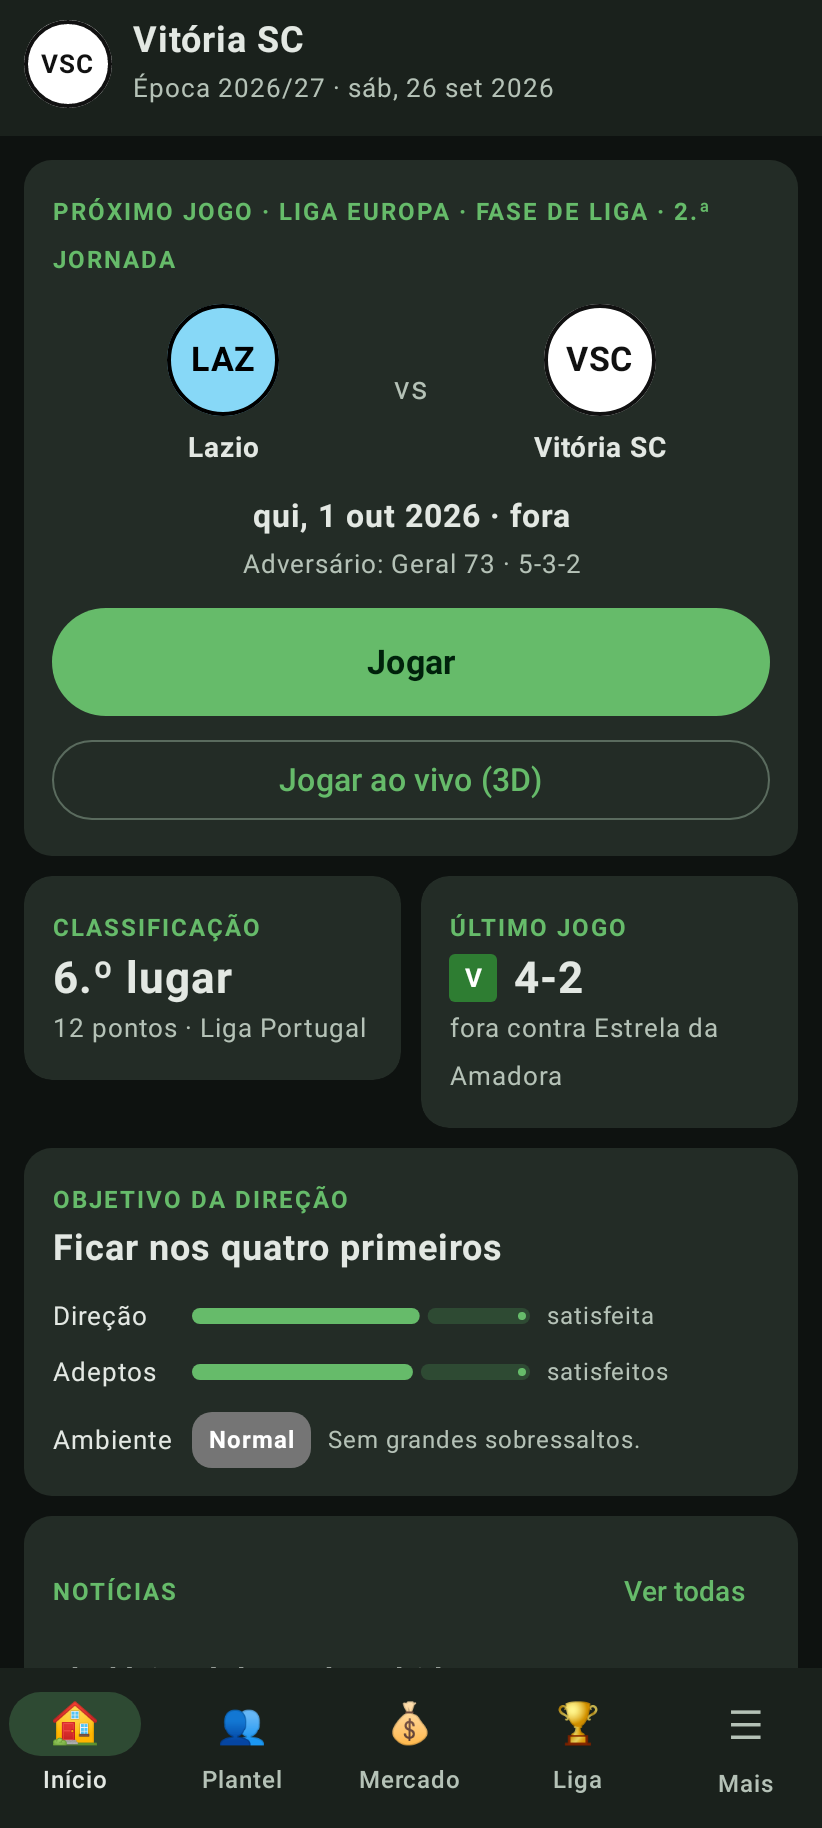 VSC
Vitória SC
Época 2026/27 · sáb, 26 set 2026
PRÓXIMO JOGO · LIGA EUROPA · FASE DE LIGA · 2.ª
JORNADA
LAZ
vs
VSC
Lazio
Vitória SC
qui, 1 out 2026 · fora
Adversário: Geral 73 · 5-3-2
Jogar
Jogar ao vivo (3D)
CLASSIFICAÇÃO
6.º lugar
12 pontos · Liga Portugal
ÚLTIMO JOGO
V 4-2
fora contra Estrela da
Amadora
OBJETIVO DA DIREÇÃO
Ficar nos quatro primeiros
Direção satisfeita
Adeptos satisfeitos
Ambiente Normal Sem grandes sobressaltos.
NOTÍCIAS
Ver todas
Início
Plantel
Mercado
Liga
Mais